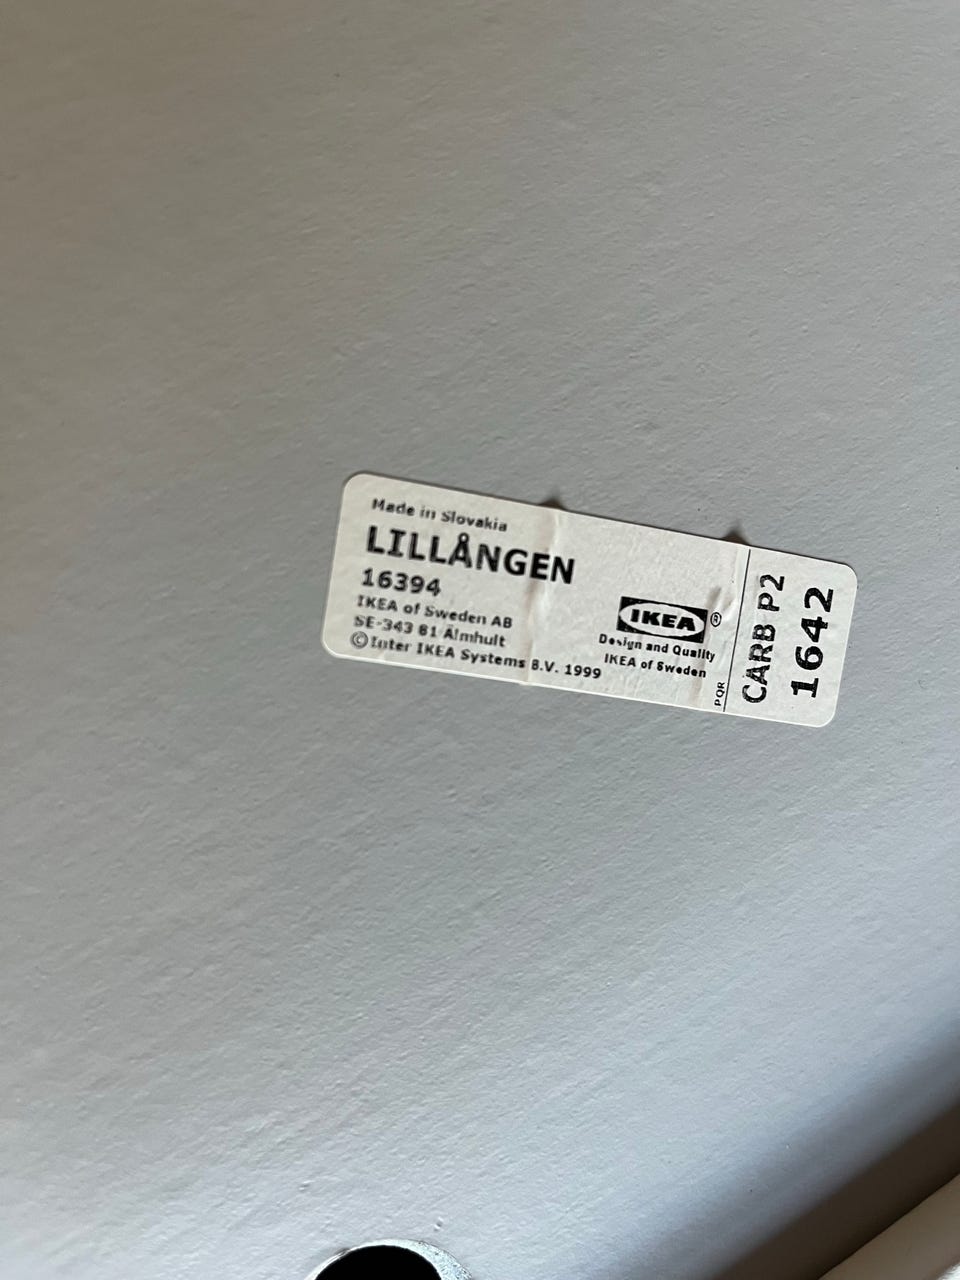 Made in Slovakia
LILLÅNGEN
16394
IKEA of Sweden AB
SE-343 81 Älmhult
© Inter IKEA Systems B.V. 1999
IKEA®
Design and Quality
IKEA of Sweden
PQR
CARB P2
1642